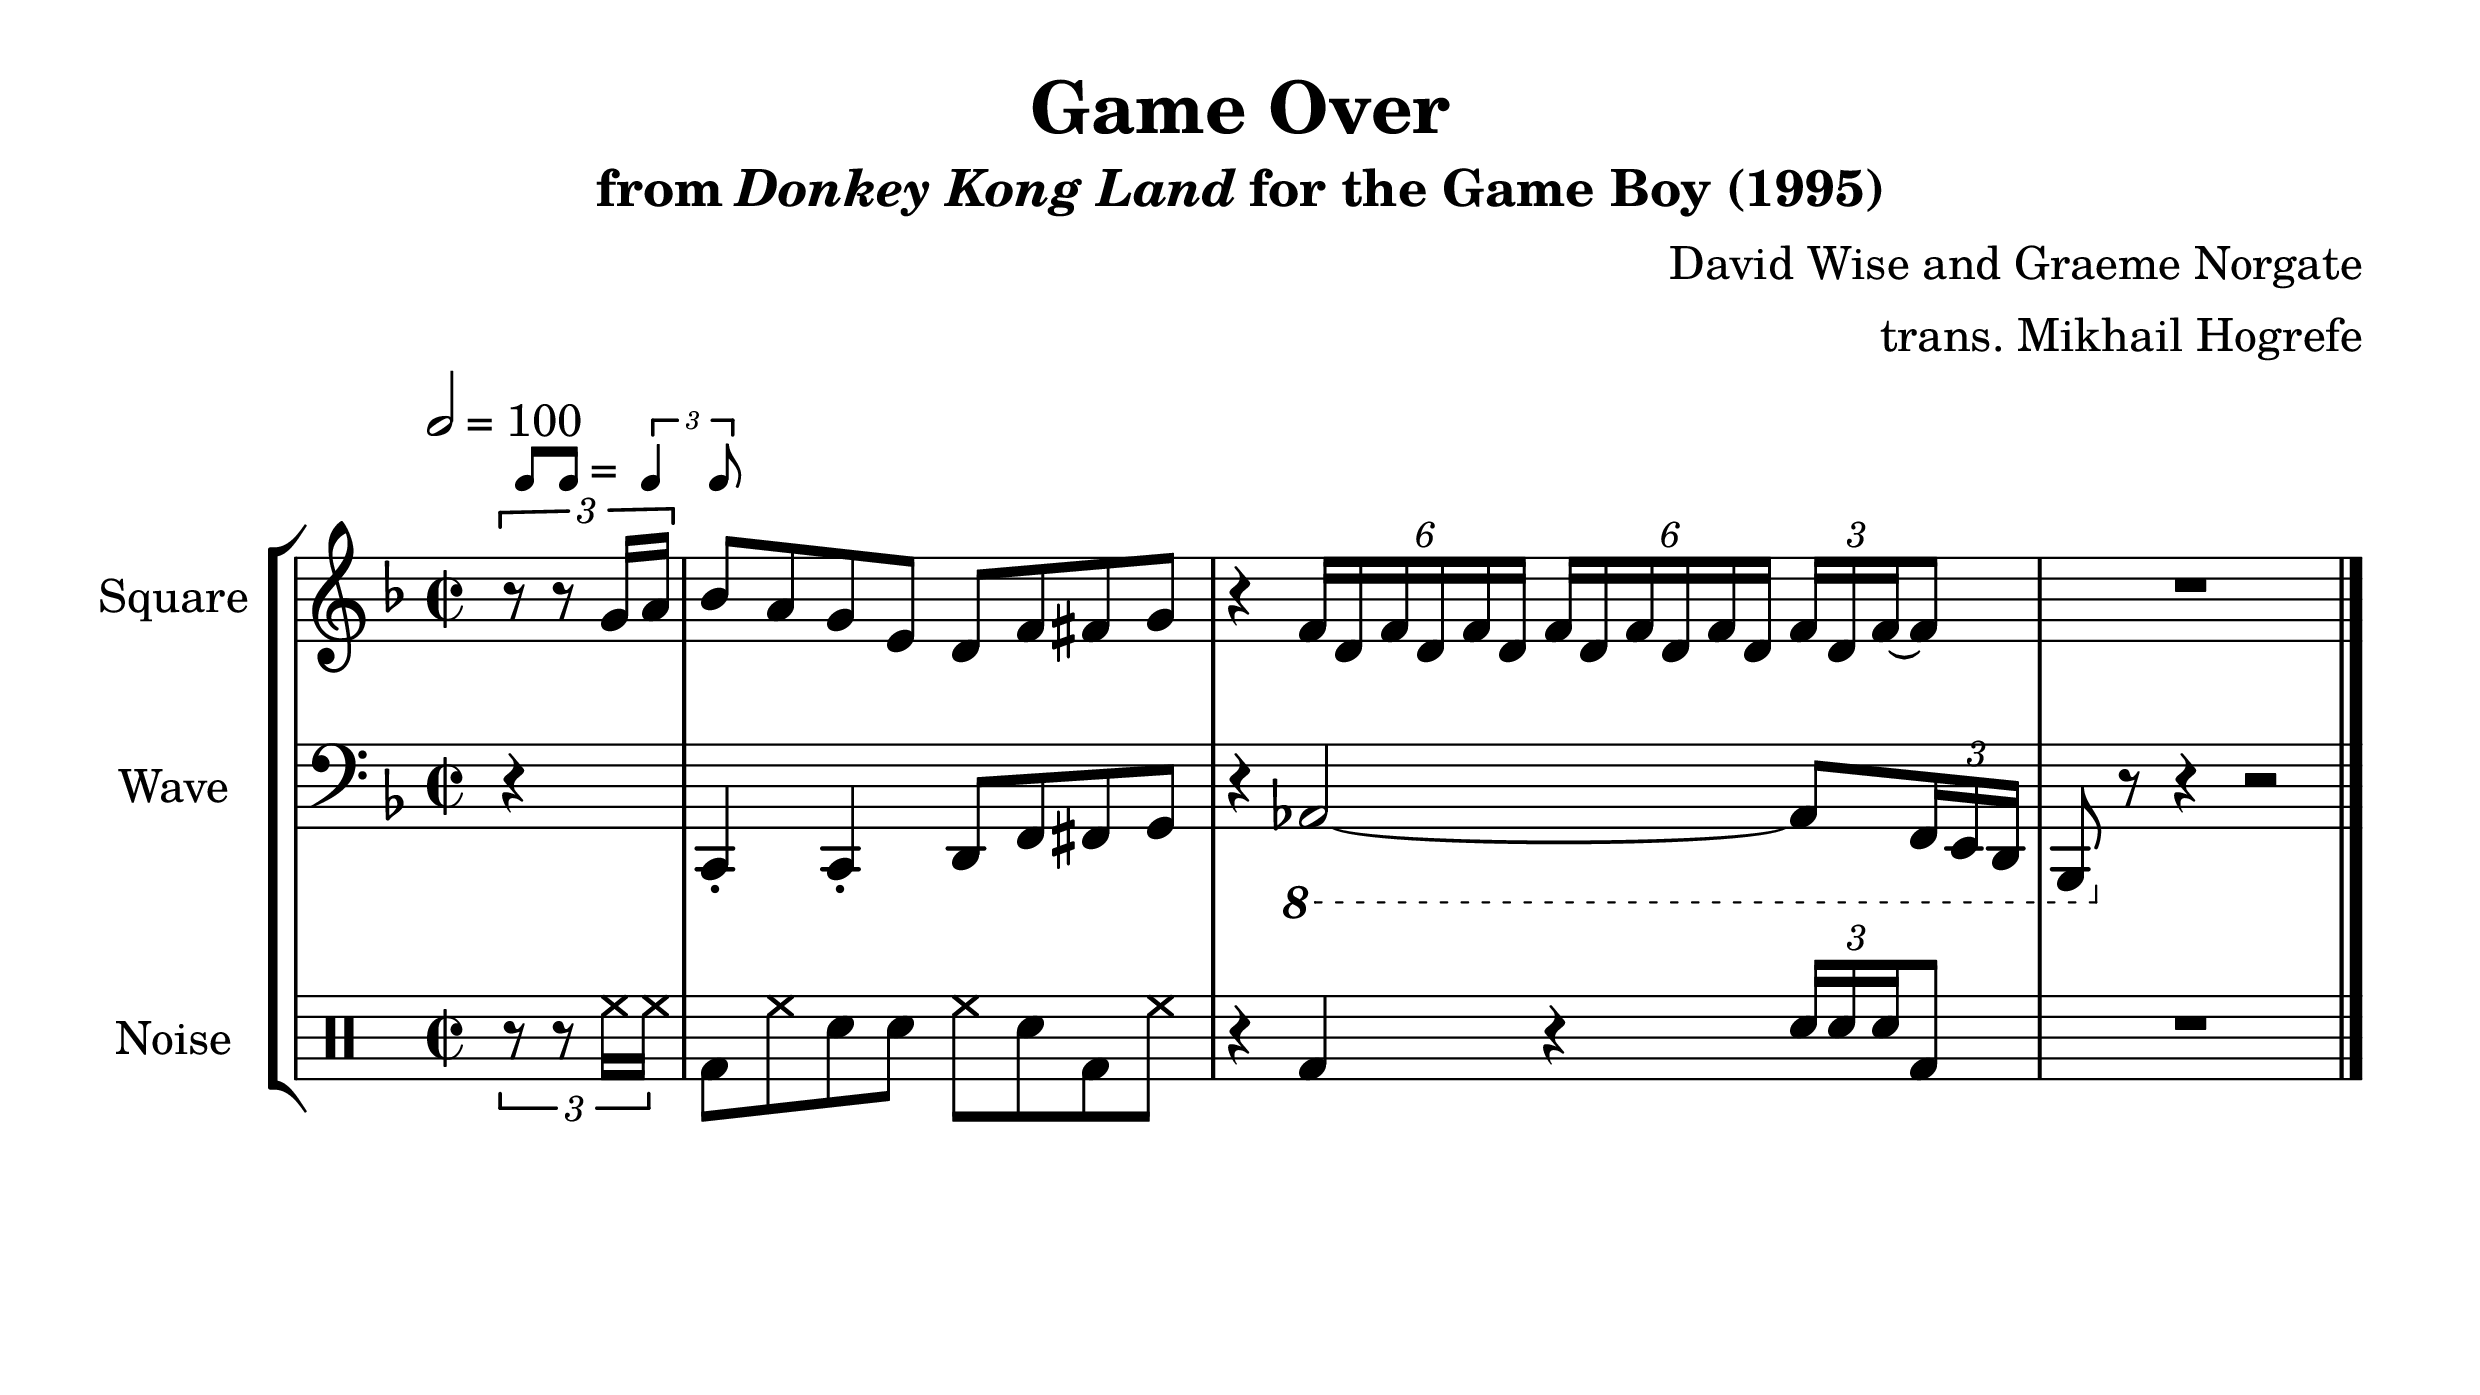 Game Over
from Donkey Kong Land for the Game Boy (1995)
David Wise and Graeme Norgate
trans. Mikhail Hogrefe
= 100
= 3
3
6 6 3
Square
3
Wave
8
3
Noise
3